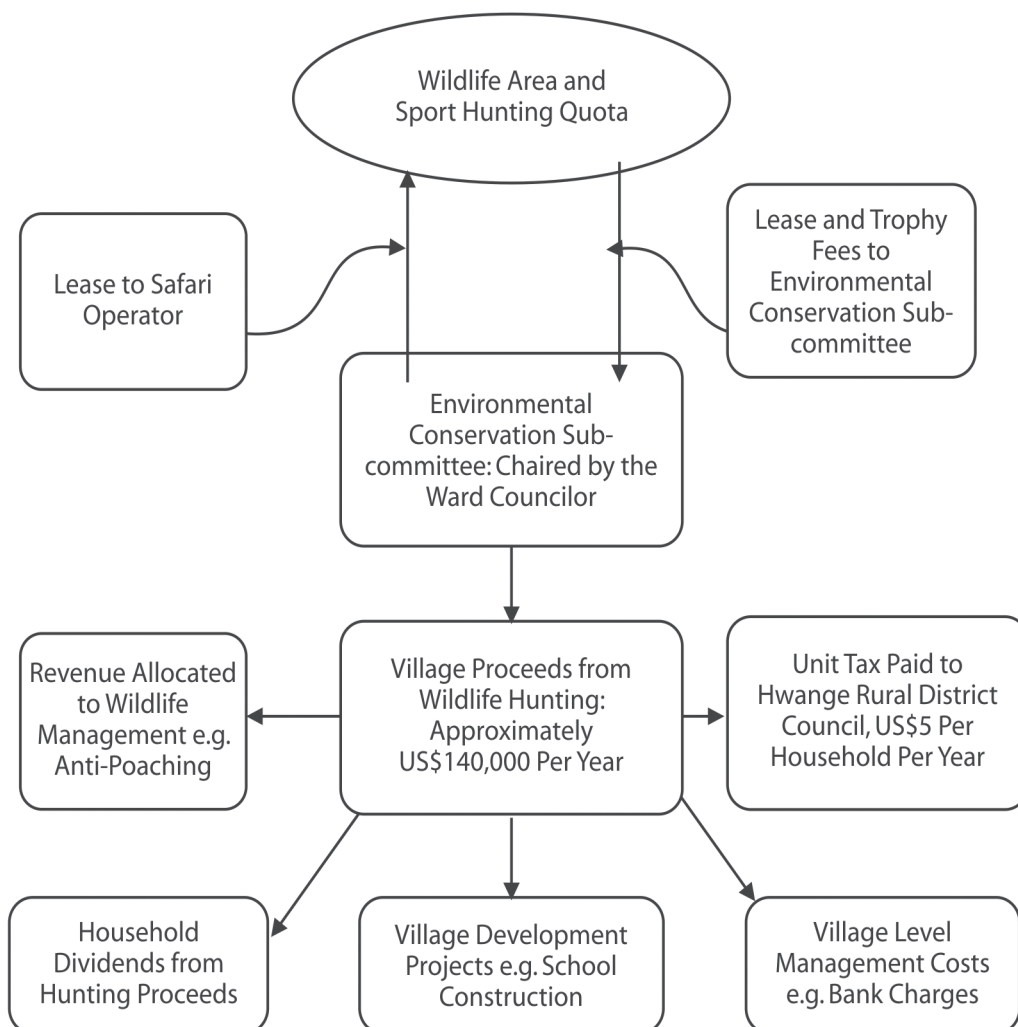 Wildlife Area and
Sport Hunting Quota
Lease to Safari
Operator
Lease and Trophy
Fees to
Environmental
Conservation Sub-
committee
Environmental
Conservation Sub-
committee: Chaired by the
Ward Councilor
Revenue Allocated
to Wildlife
Management e.g.
Anti-Poaching
Village Proceeds from
Wildlife Hunting:
Approximately
US$140,000 Per Year
Unit Tax Paid to
Hwange Rural District
Council, US$5 Per
Household Per Year
Household
Dividends from
Hunting Proceeds
Village Development
Projects e.g. School
Construction
Village Level
Management Costs
e.g. Bank Charges